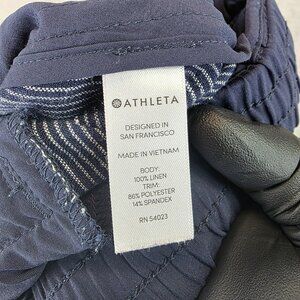 ATHLETA
DESIGNED IN
SAN FRANCISCO
MADE IN VIETNAM
BODY:
100% LINEN
TRIM:
86% POLYESTER
14% SPANDEX
RN 54023